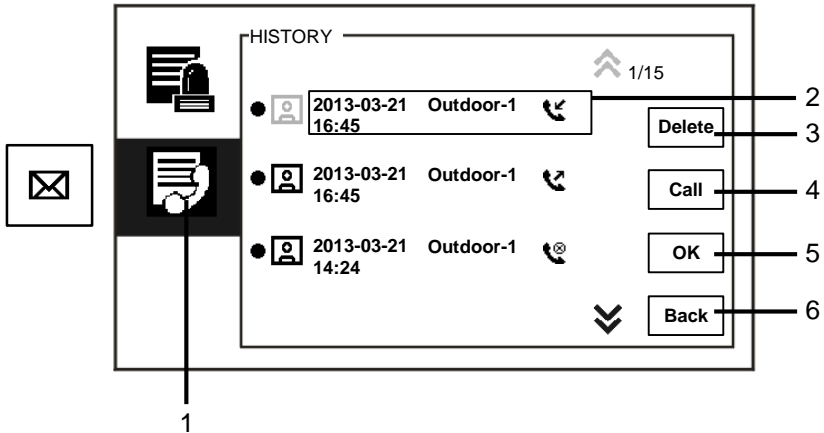 HISTORY
1/15
2013-03-21 Outdoor-1
16:45
2
Delete
3
2013-03-21 Outdoor-1
16:45
Call
4
2013-03-21 Outdoor-1
14:24
OK
5
Back
6
1